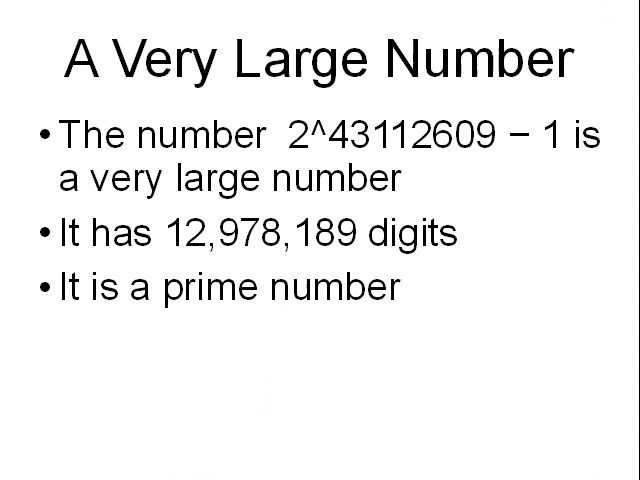 A Very Large Number
• The number  2^43112609 − 1 is
a very large number
• It has 12,978,189 digits
• It is a prime number